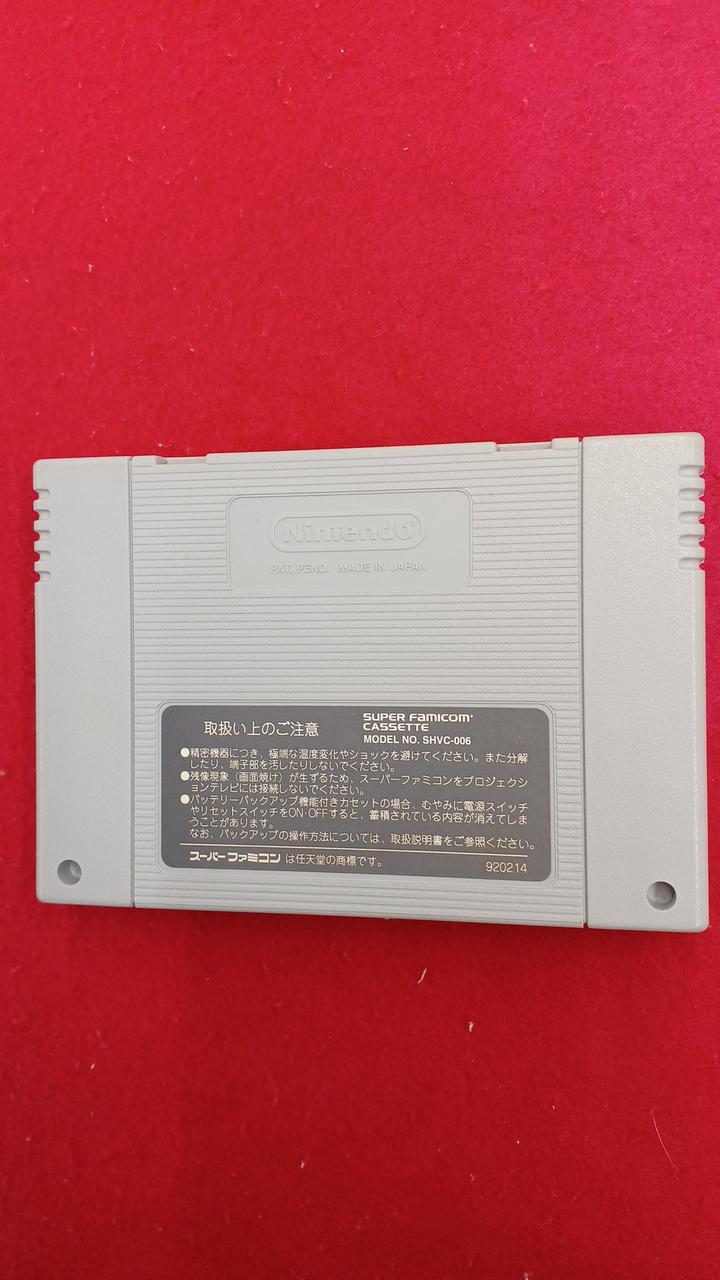 Nintendo®
PAT. PEND. MADE IN JAPAN
取扱い上のご注意
SUPER FAMICOM®
CASSETTE
MODEL NO. SHVC-006
●精密機器につき、極端な温度変化やショックを避けてください。また分解
したり、端子部を汚したりしないでください。
●残像現象（画面焼け）が生ずるため、スーパーファミコンをプロジェクシ
ョンテレビには接続しないでください。
●バッテリーバックアップ機能付きカセットの場合、むやみに電源スイッチ
やリセットスイッチをON・OFFすると、蓄積されている内容が消えてしま
うことがあります。
なお、バックアップの操作方法については、取扱説明書をご参照ください。
スーパーファミコン は任天堂の商標です。
920214